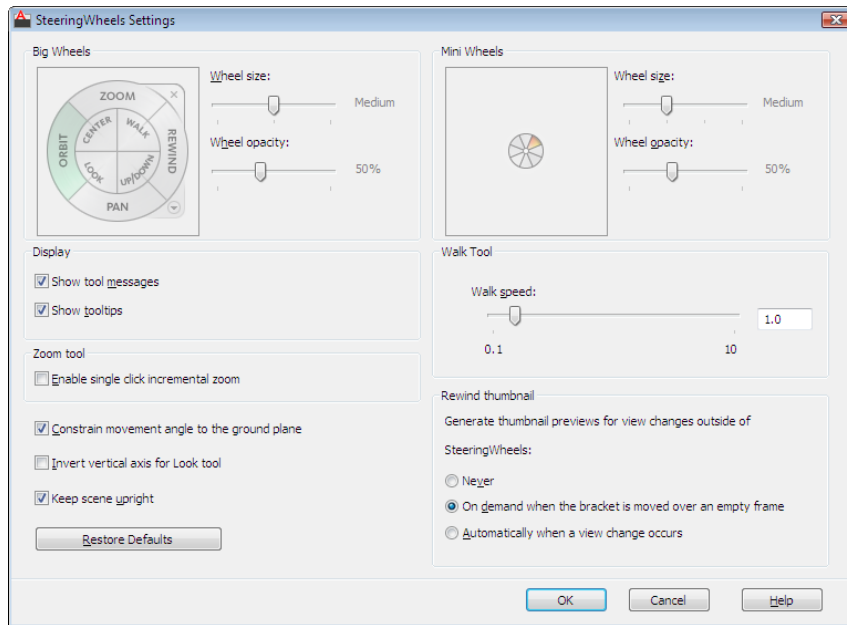 SteeringWheels Settings
Big Wheels
ZOOM
ORBIT
CENTER
WALK
REWIND
LOOK
UP/DOWN
PAN
Wheel size:
Medium
Wheel opacity:
50%
Mini Wheels
Wheel size:
Medium
Wheel opacity:
50%
Display
Show tool messages
Show tooltips
Zoom tool
Enable single click incremental zoom
Constrain movement angle to the ground plane
Invert vertical axis for Look tool
Keep scene upright
Restore Defaults
Walk Tool
Walk speed:
1.0
0.1 10
Rewind thumbnail
Generate thumbnail previews for view changes outside of
SteeringWheels:
Never
On demand when the bracket is moved over an empty frame
Automatically when a view change occurs
OK Cancel Help